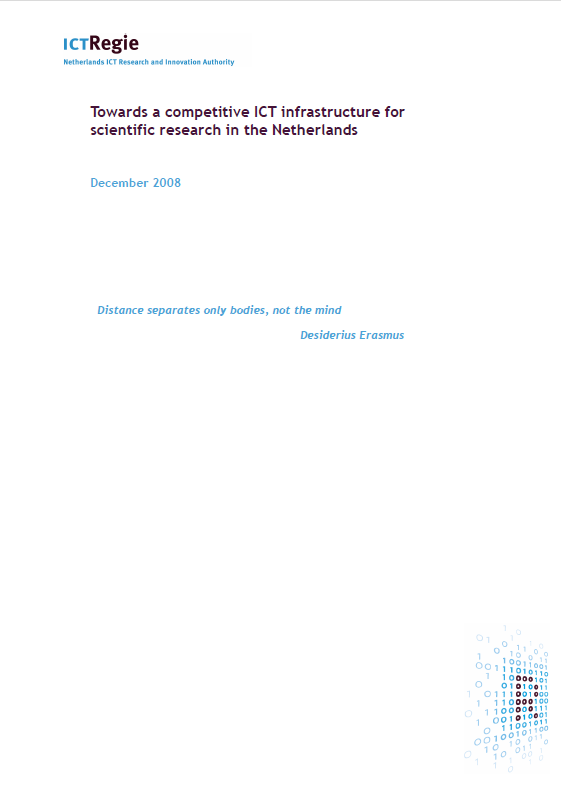 ICTRegie
Netherlands ICT Research and Innovation Authority
Towards a competitive ICT infrastructure for
scientific research in the Netherlands
December 2008
Distance separates only bodies, not the mind
Desiderius Erasmus